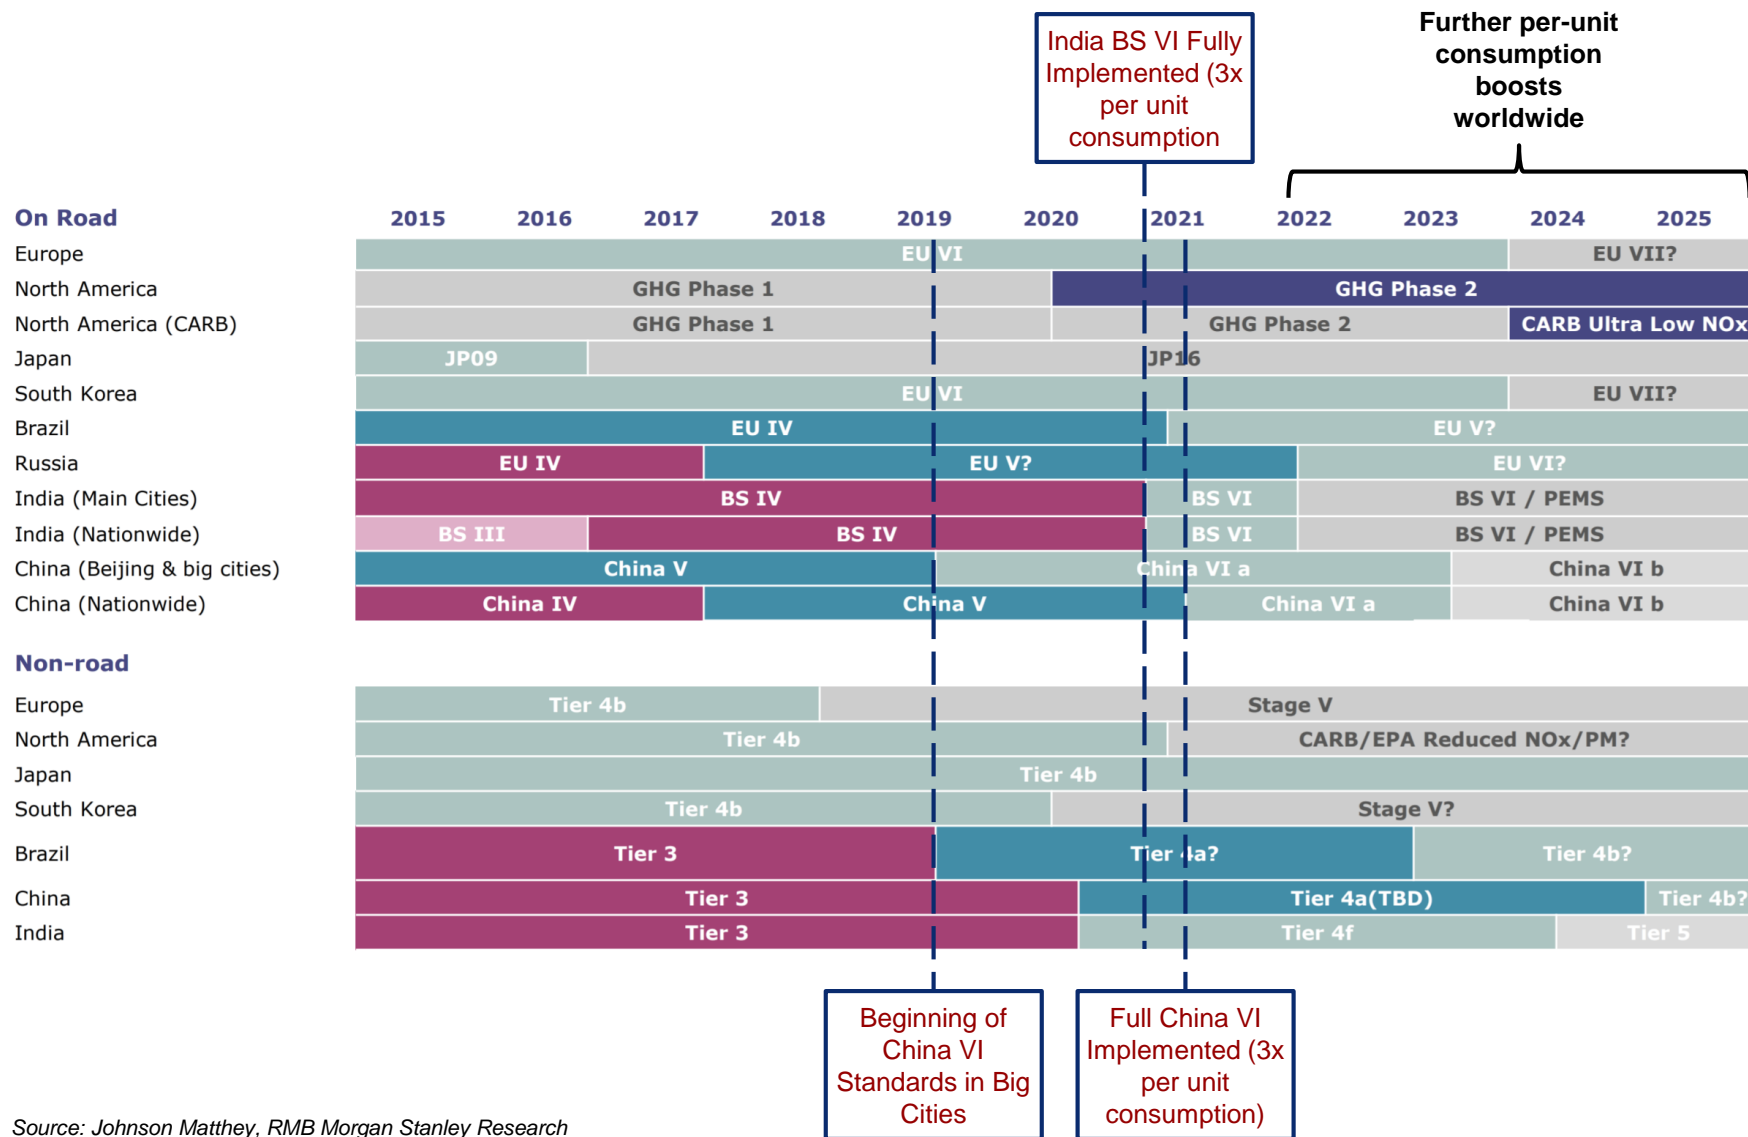 India BS VI Fully
Implemented (3x
per unit
consumption
Further per-unit
consumption
boosts
worldwide
On Road 2015 2016 2017 2018 2019 2020 2021 2022 2023 2024 2025
Europe EU VI EU VII?
North America GHG Phase 1 GHG Phase 2
North America (CARB) GHG Phase 1 GHG Phase 2 CARB Ultra Low NOx
Japan JP09 JP16
South Korea EU VI EU VII?
Brazil EU IV EU V?
Russia EU IV EU V? EU VI?
India (Main Cities) BS IV BS VI BS VI / PEMS
India (Nationwide) BS III BS IV BS VI BS VI / PEMS
China (Beijing & big cities) China V China VI a China VI b
China (Nationwide) China IV China V China VI a China VI b
Non-road
Europe Tier 4b Stage V
North America Tier 4b CARB/EPA Reduced NOx/PM?
Japan Tier 4b
South Korea Tier 4b Stage V?
Brazil Tier 3 Tier 4a? Tier 4b?
China Tier 3 Tier 4a(TBD) Tier 4b?
India Tier 3 Tier 4f Tier 5
Beginning of
China VI
Standards in Big
Cities
Full China VI
Implemented (3x
per unit
consumption)
Source: Johnson Matthey, RMB Morgan Stanley Research